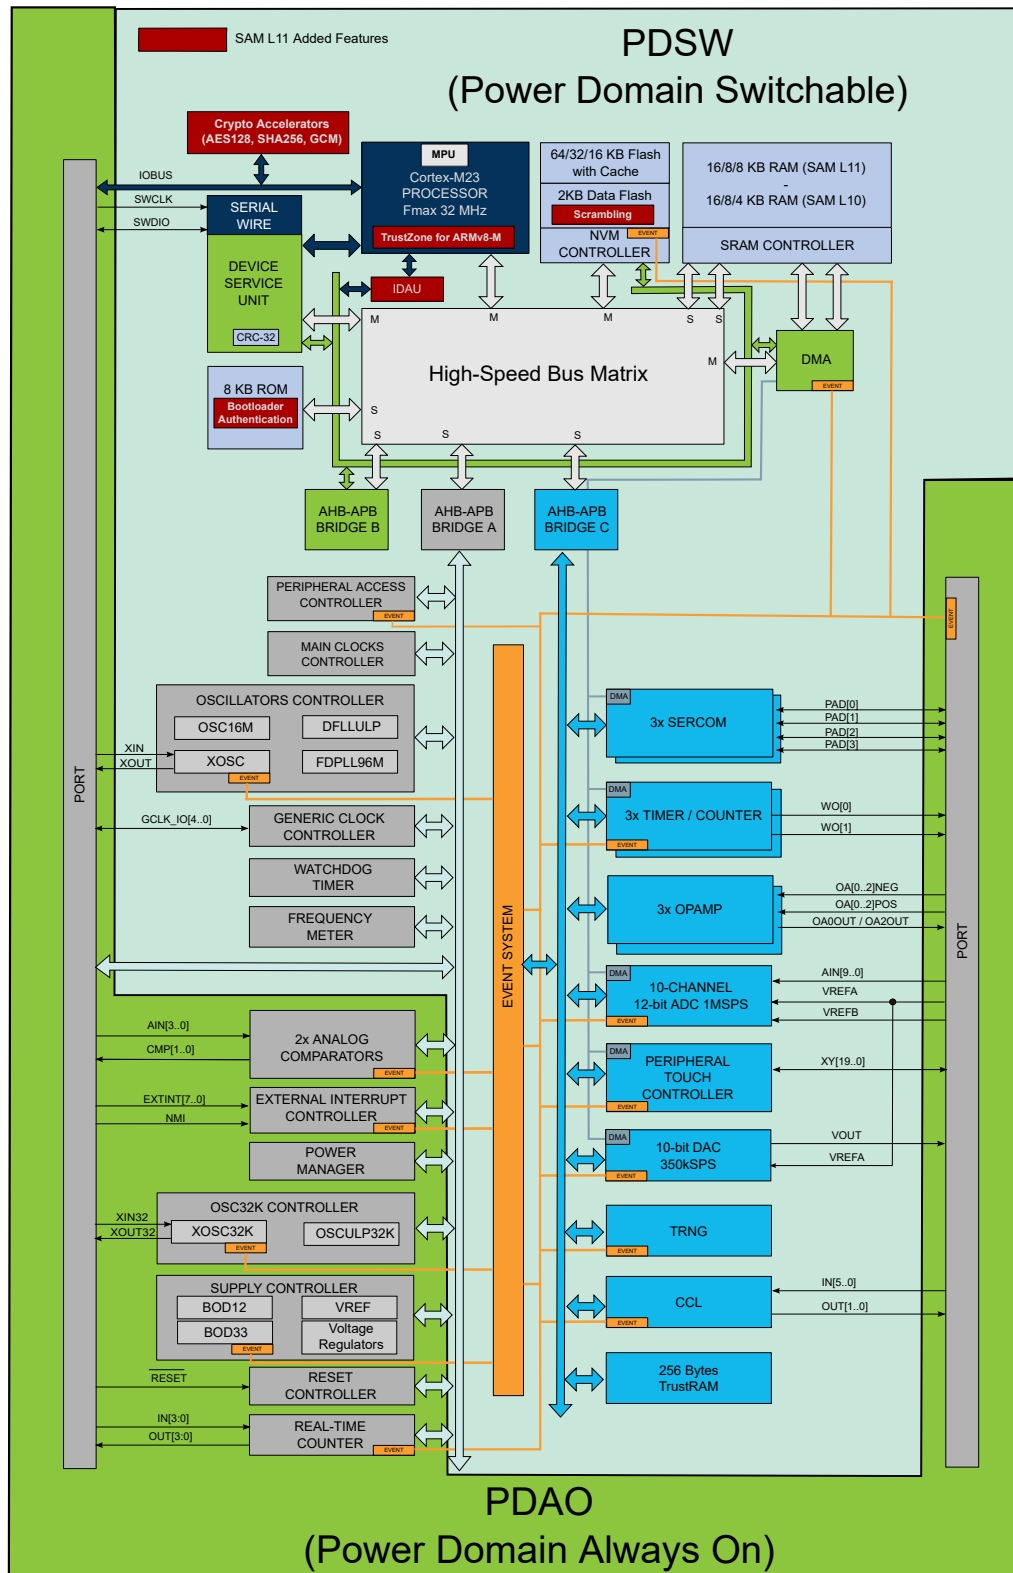 SAM L11 Added Features
PDSW
(Power Domain Switchable)
Crypto Accelerators
(AES128, SHA256, GCM)
IOBUS
SWCLK
SWDIO
SERIAL
WIRE
DEVICE
SERVICE
UNIT
CRC-32
MPU
Cortex-M23
PROCESSOR
Fmax 32 MHz
TrustZone for ARMv8-M
IDAU
64/32/16 KB Flash
with Cache
2KB Data Flash
Scrambling
EVENT
NVM
CONTROLLER
16/8/8 KB RAM (SAM L11)
-
16/8/4 KB RAM (SAM L10)
SRAM CONTROLLER
M
M
M
S
S
M
High-Speed Bus Matrix
S
S
S
S
DMA
EVENT
8 KB ROM
Bootloader
Authentication
AHB-APB
BRIDGE B
AHB-APB
BRIDGE A
AHB-APB
BRIDGE C
PORT
PERIPHERAL ACCESS
CONTROLLER
EVENT
MAIN CLOCKS
CONTROLLER
OSCILLATORS CONTROLLER
OSC16M
DFLLULP
XOSC
FDPLL96M
EVENT
XIN
XOUT
GCLK_IO[4..0]
GENERIC CLOCK
CONTROLLER
WATCHDOG
TIMER
FREQUENCY
METER
EVENT SYSTEM
AIN[3..0]
CMP[1..0]
2x ANALOG
COMPARATORS
EVENT
EXTINT[7..0]
NMI
EXTERNAL INTERRUPT
CONTROLLER
EVENT
POWER
MANAGER
OSC32K CONTROLLER
XIN32
XOUT32
XOSC32K
OSCULP32K
EVENT
SUPPLY CONTROLLER
BOD12
VREF
BOD33
Voltage
Regulators
EVENT
RESET
RESET
CONTROLLER
IN[3:0]
OUT[3:0]
REAL-TIME
COUNTER
EVENT
EVENT
PORT
DMA
3x SERCOM
PAD[0]
PAD[1]
PAD[2]
PAD[3]
DMA
3x TIMER / COUNTER
EVENT
WO[0]
WO[1]
3x OPAMP
OA[0..2]NEG
OA[0..2]POS
OA0OUT / OA2OUT
DMA
10-CHANNEL
12-bit ADC 1MSPS
EVENT
AIN[9..0]
VREFA
VREFB
DMA
PERIPHERAL
TOUCH
CONTROLLER
EVENT
XY[19..0]
DMA
10-bit DAC
350kSPS
EVENT
VOUT
VREFA
TRNG
EVENT
CCL
EVENT
IN[5..0]
OUT[1..0]
256 Bytes
TrustRAM
PDAO
(Power Domain Always On)